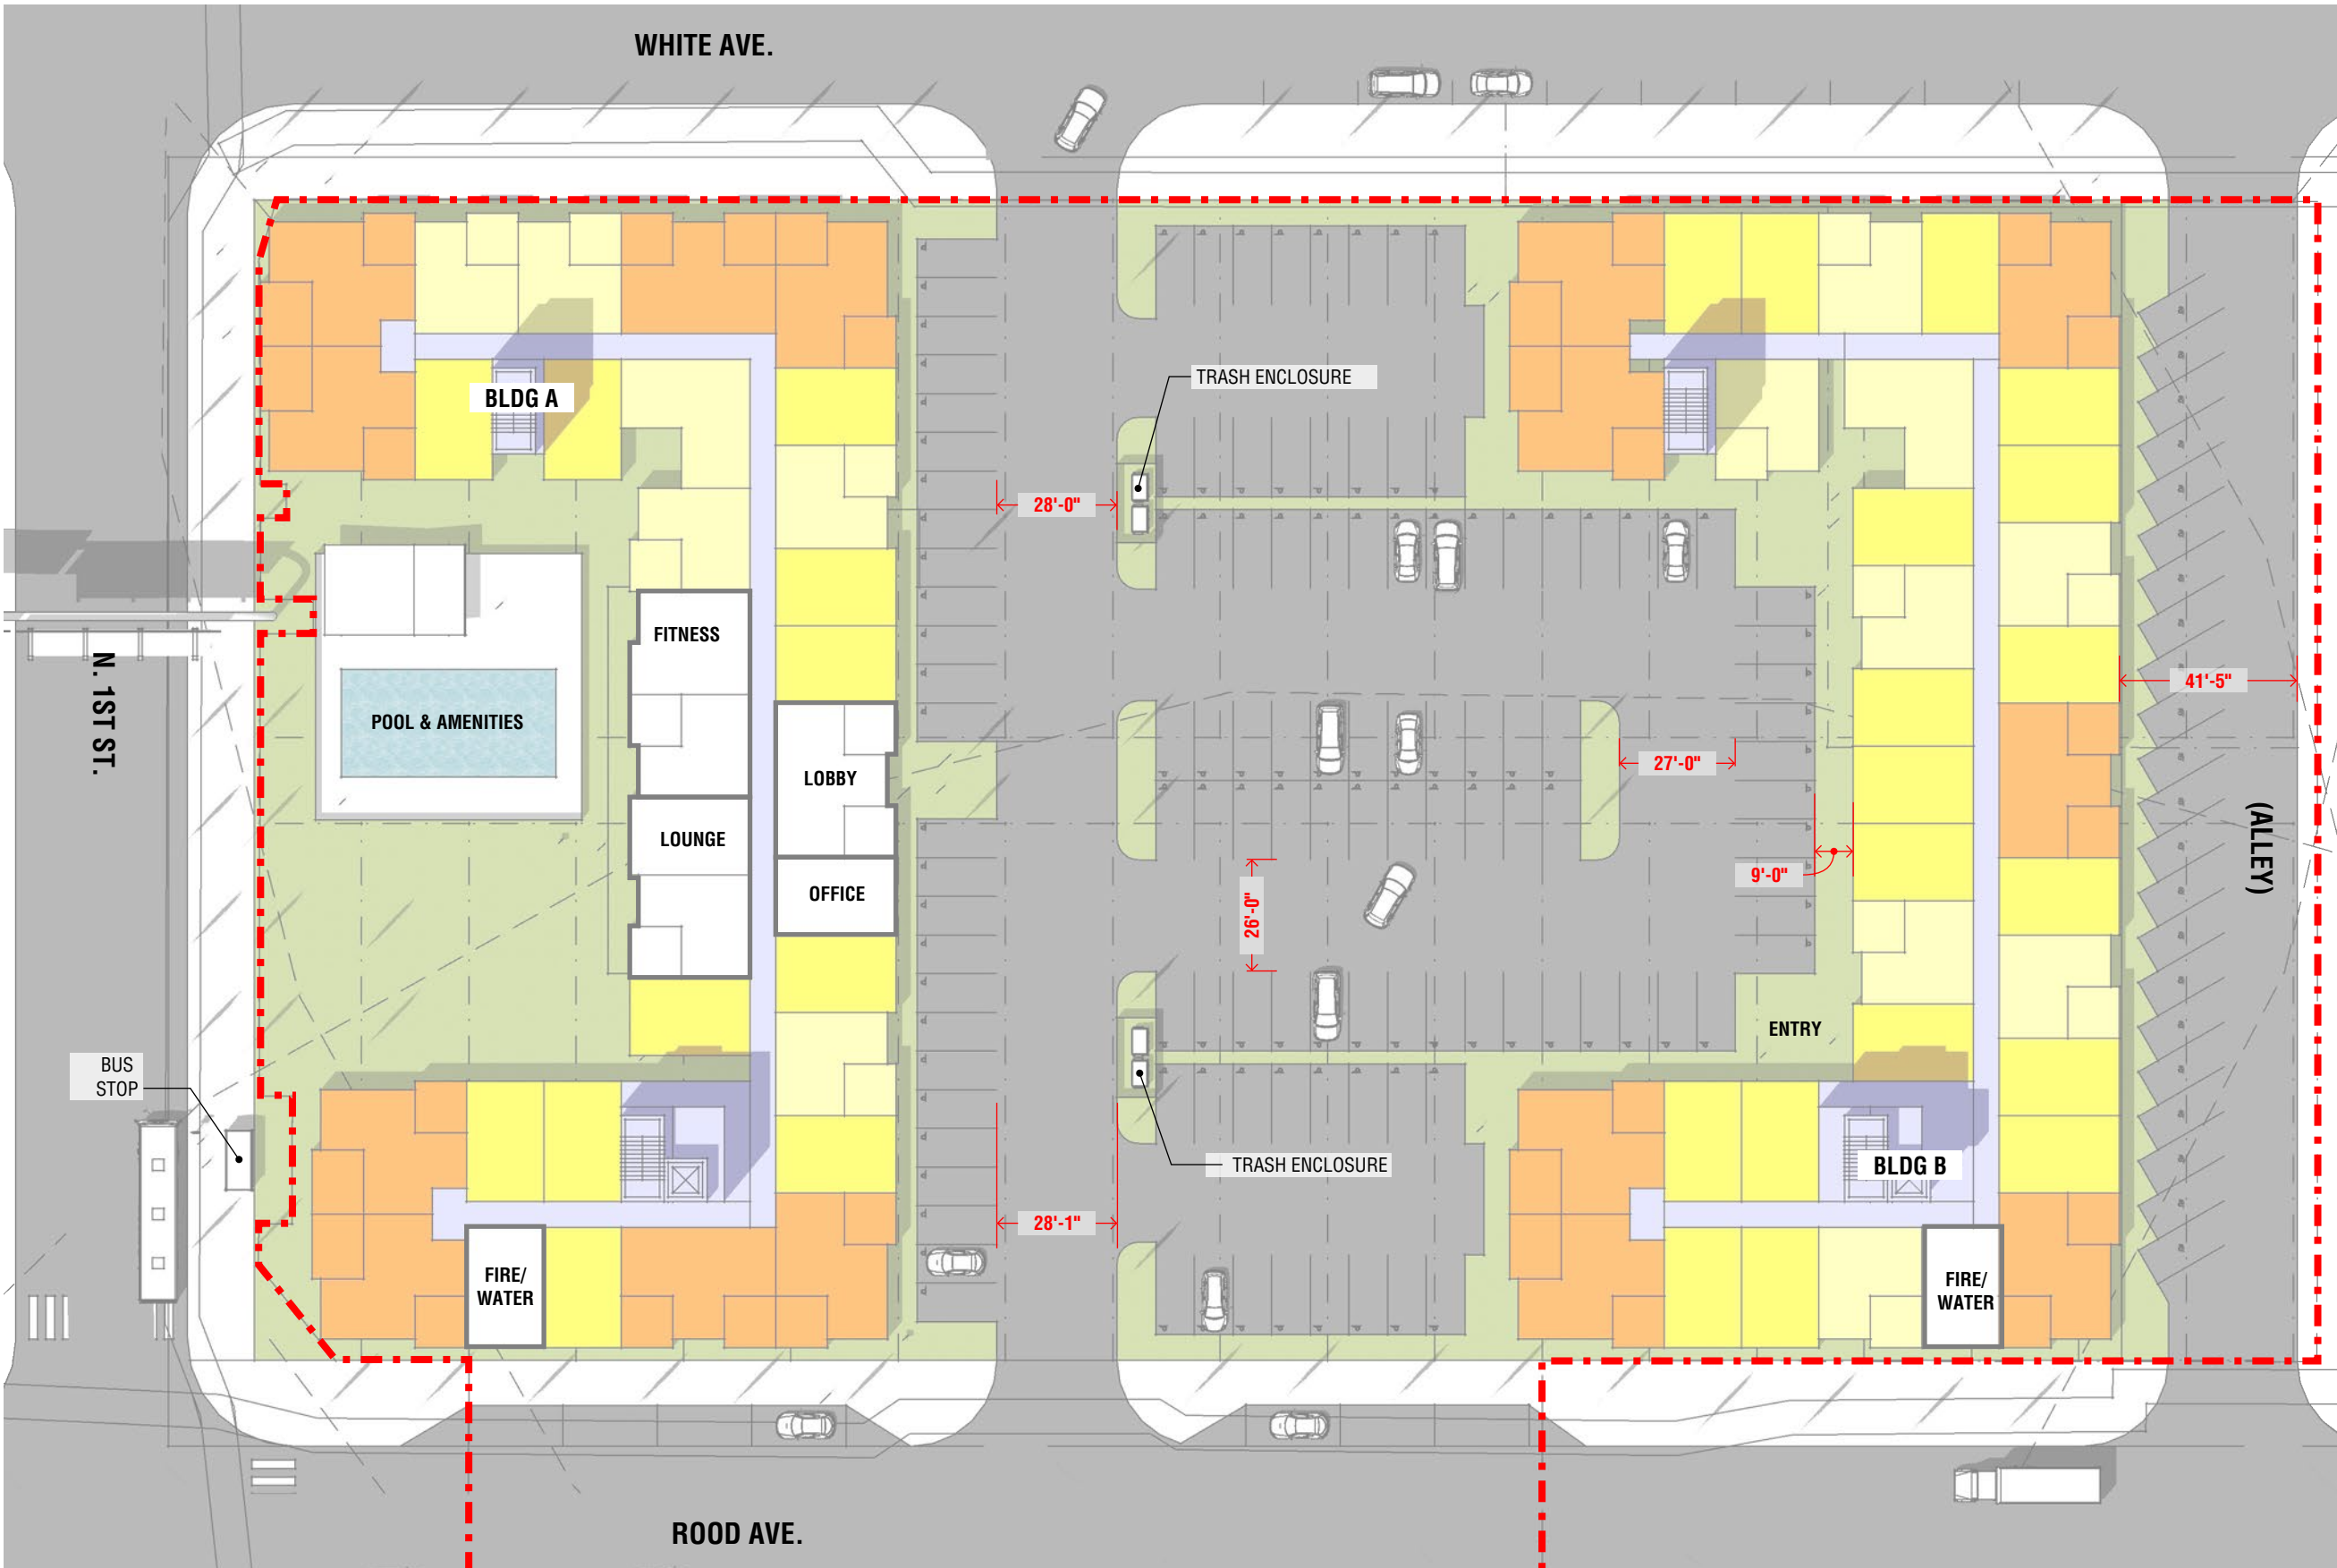 WHITE AVE.
TRASH ENCLOSURE
BLDG A
28'-0"
FITNESS
N. 1ST ST.
POOL & AMENITIES
LOBBY
41'-5"
27'-0"
LOUNGE
(ALLEY)
OFFICE
9'-0"
26'-0"
ENTRY
BUS
STOP
TRASH ENCLOSURE
BLDG B
28'-1"
FIRE/
WATER
FIRE/
WATER
ROOD AVE.